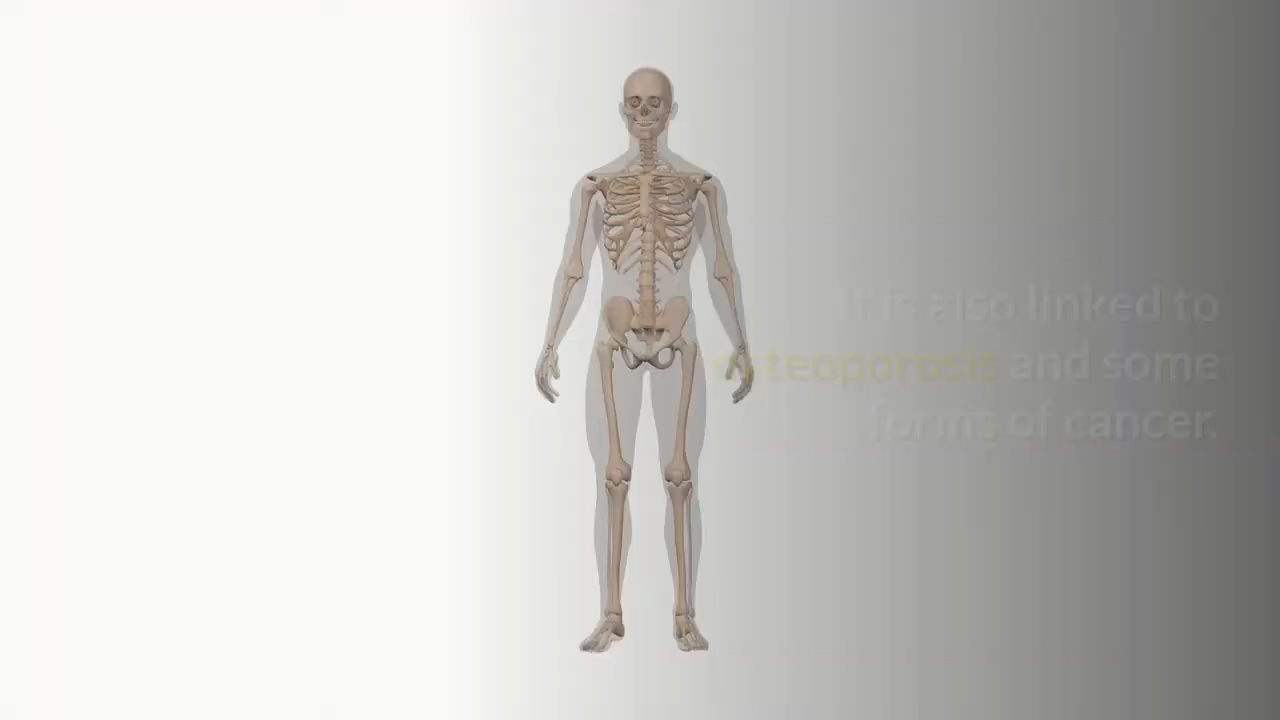 It is also linked to
osteoporosis and some
forms of cancer.